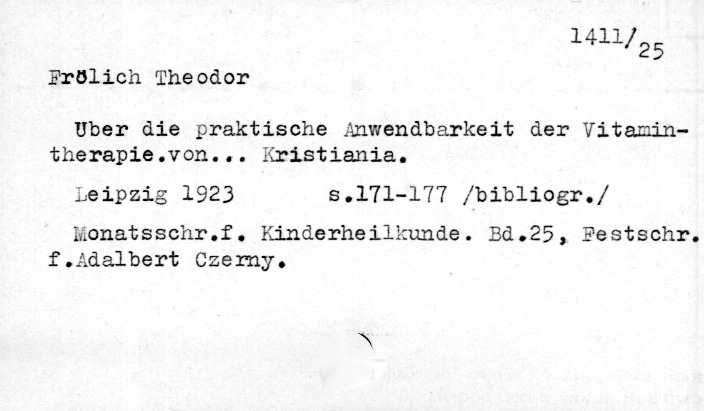 1411/25
Frölich Theodor
Uber die praktische Anwendbarkeit der Vitamin-
therapie.von... Kristiania.
Leipzig 1923 s.171-177 /bibliogr./
Monatsschr.f. Kinderheilkunde. Bd.25, Festschr.
f.Adalbert Czerny.